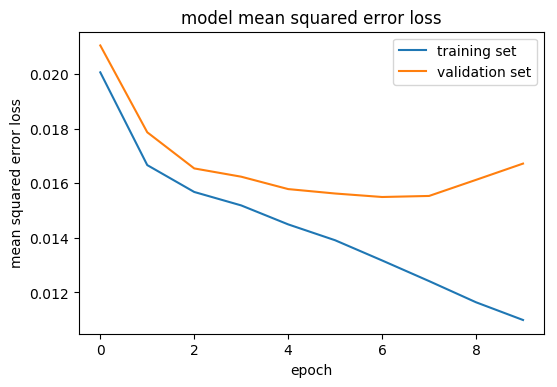 model mean squared error loss
training set
validation set
mean squared error loss
0.020
0.018
0.016
0.014
0.012
0 2 4 6 8
epoch